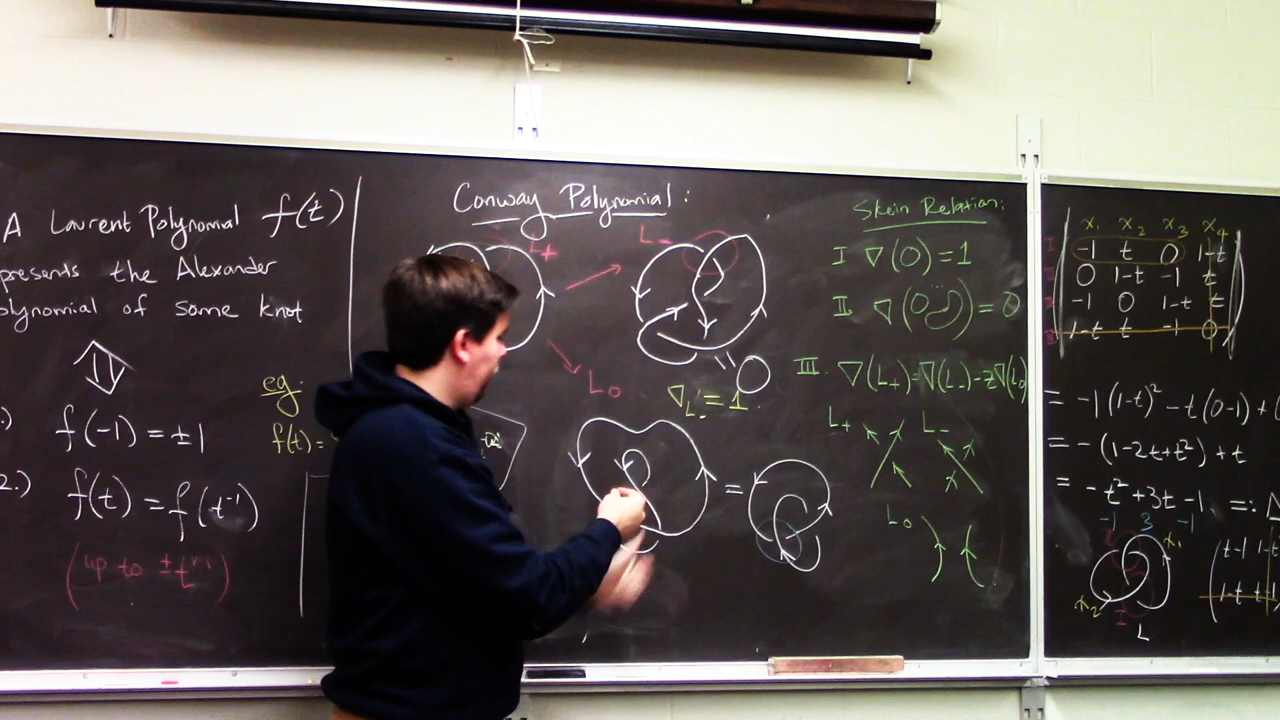 A Laurent Polynomial f(t)
presents the Alexander
olynomial of some knot
.) f(-1) = ±1
2.) f(t) = f(t⁻¹)
(up to ±tⁿ)
eg.
f(t) =
Conway Polynomial:
L+
L-
L0
∇L- = 1
=
Skein Relation:
I ∇(O) = 1
II. ∇(OO) = 0
III. ∇(L+) = ∇(L-) - z∇(L0)
L+ L-
L0
x₁ x₂ x₃ x₄
-1 t 0 1-t
0 1-t -1 t
-1 0 1-t t
1-t t -1 0
= -1(1-t)² - t(0-1) +
= -(1-2t+t²) + t
= -t² + 3t - 1 =: Δ
-1 3 -1
x₁
x₂
I
L